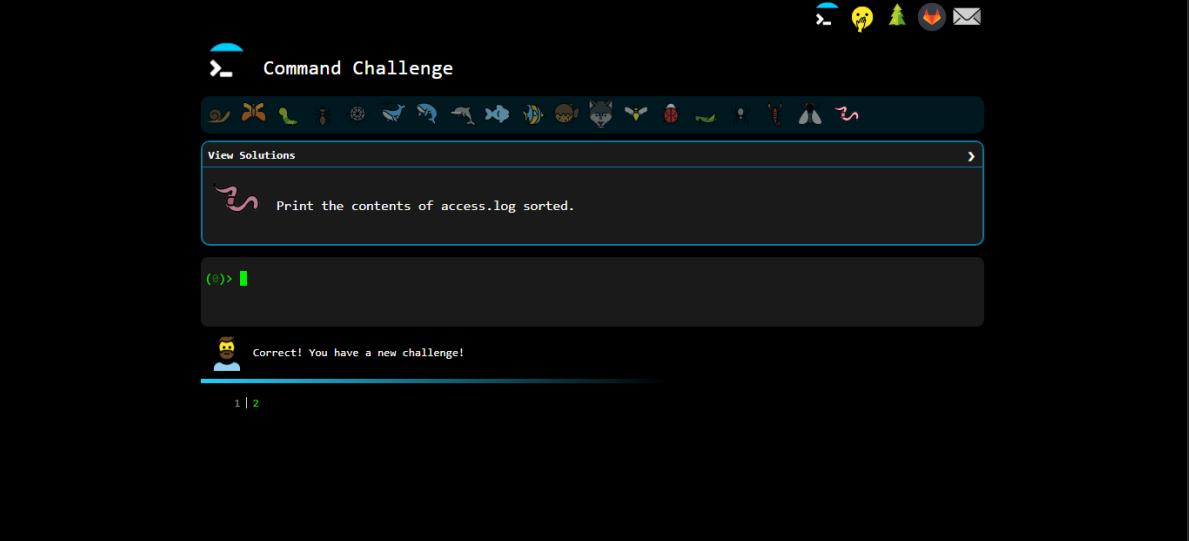 Command Challenge
View Solutions
Print the contents of access.log sorted.
(0)>
Correct! You have a new challenge!
1 2